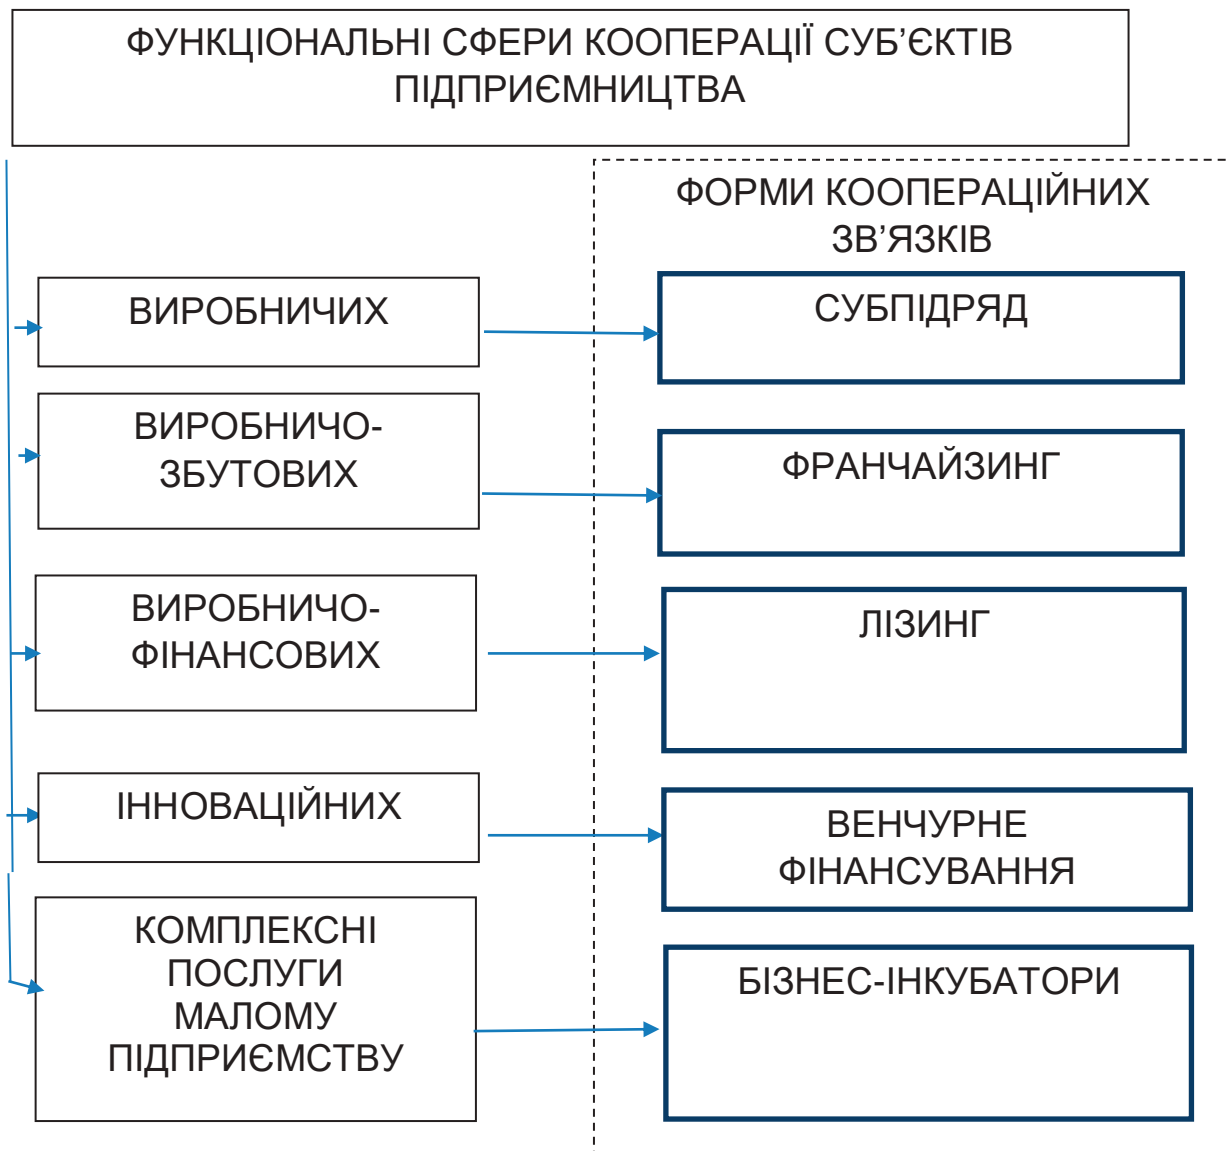 ФУНКЦІОНАЛЬНІ СФЕРИ КООПЕРАЦІЇ СУБ’ЄКТІВ
ПІДПРИЄМНИЦТВА
ФОРМИ КООПЕРАЦІЙНИХ
ЗВ’ЯЗКІВ
ВИРОБНИЧИХ
СУБПІДРЯД
ВИРОБНИЧО-
ЗБУТОВИХ
ФРАНЧАЙЗИНГ
ВИРОБНИЧО-
ФІНАНСОВИХ
ЛІЗИНГ
ІННОВАЦІЙНИХ
ВЕНЧУРНЕ
ФІНАНСУВАННЯ
КОМПЛЕКСНІ
ПОСЛУГИ
МАЛОМУ
ПІДПРИЄМСТВУ
БІЗНЕС-ІНКУБАТОРИ